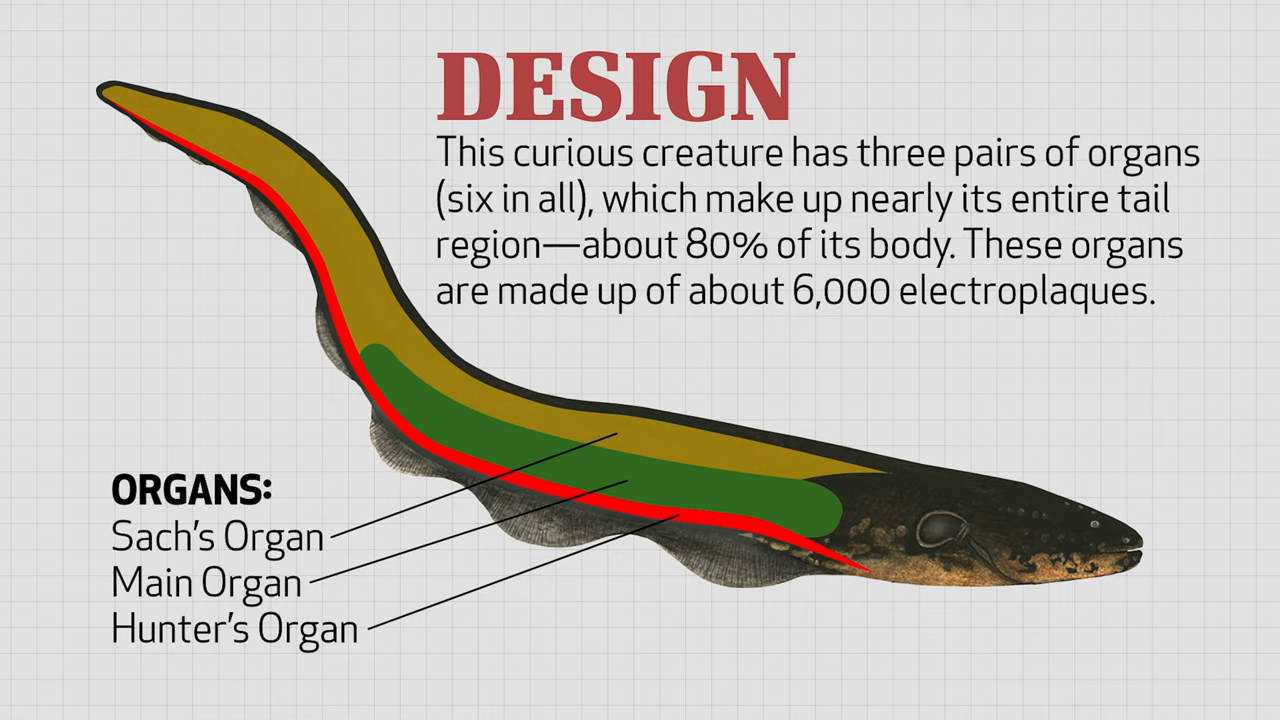 DESIGN
This curious creature has three pairs of organs
(six in all), which make up nearly its entire tail
region—about 80% of its body. These organs
are made up of about 6,000 electroplaques.
ORGANS:
Sach's Organ
Main Organ
Hunter's Organ